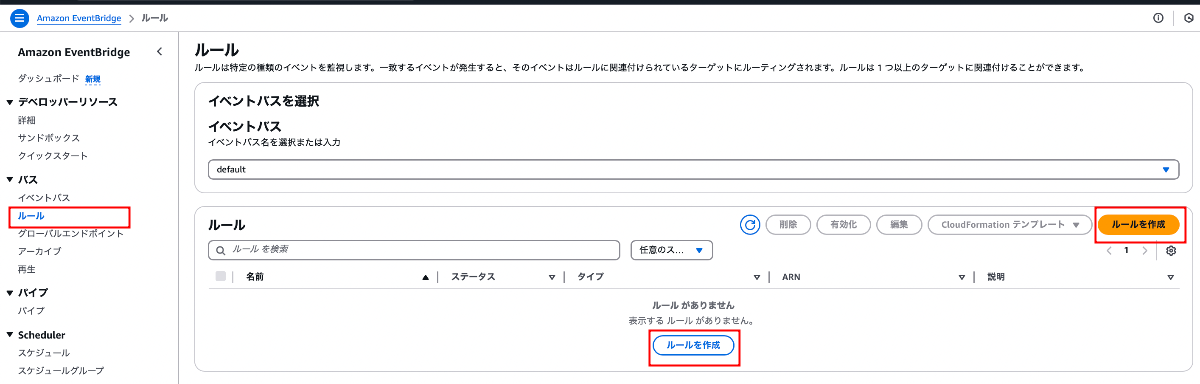 Amazon EventBridge > ルール
Amazon EventBridge
ダッシュボード 新規
▼ デベロッパーリソース
詳細
サンドボックス
クイックスタート
▼ バス
イベントバス
ルール
グローバルエンドポイント
アーカイブ
再生
▼ パイプ
パイプ
▼ Scheduler
スケジュール
スケジュールグループ
ルール
ルールは特定の種類のイベントを監視します。一致するイベントが発生すると、そのイベントはルールに関連付けられているターゲットにルーティングされます。ルールは 1 つ以上のターゲットに関連付けることができます。
イベントバスを選択
イベントバス
イベントバス名を選択または入力
default
ルール
削除 有効化 編集 CloudFormation テンプレート ルールを作成
ルール を検索 任意のス... 1
名前 ステータス タイプ ARN 説明
ルール がありません
表示する ルール がありません。
ルールを作成